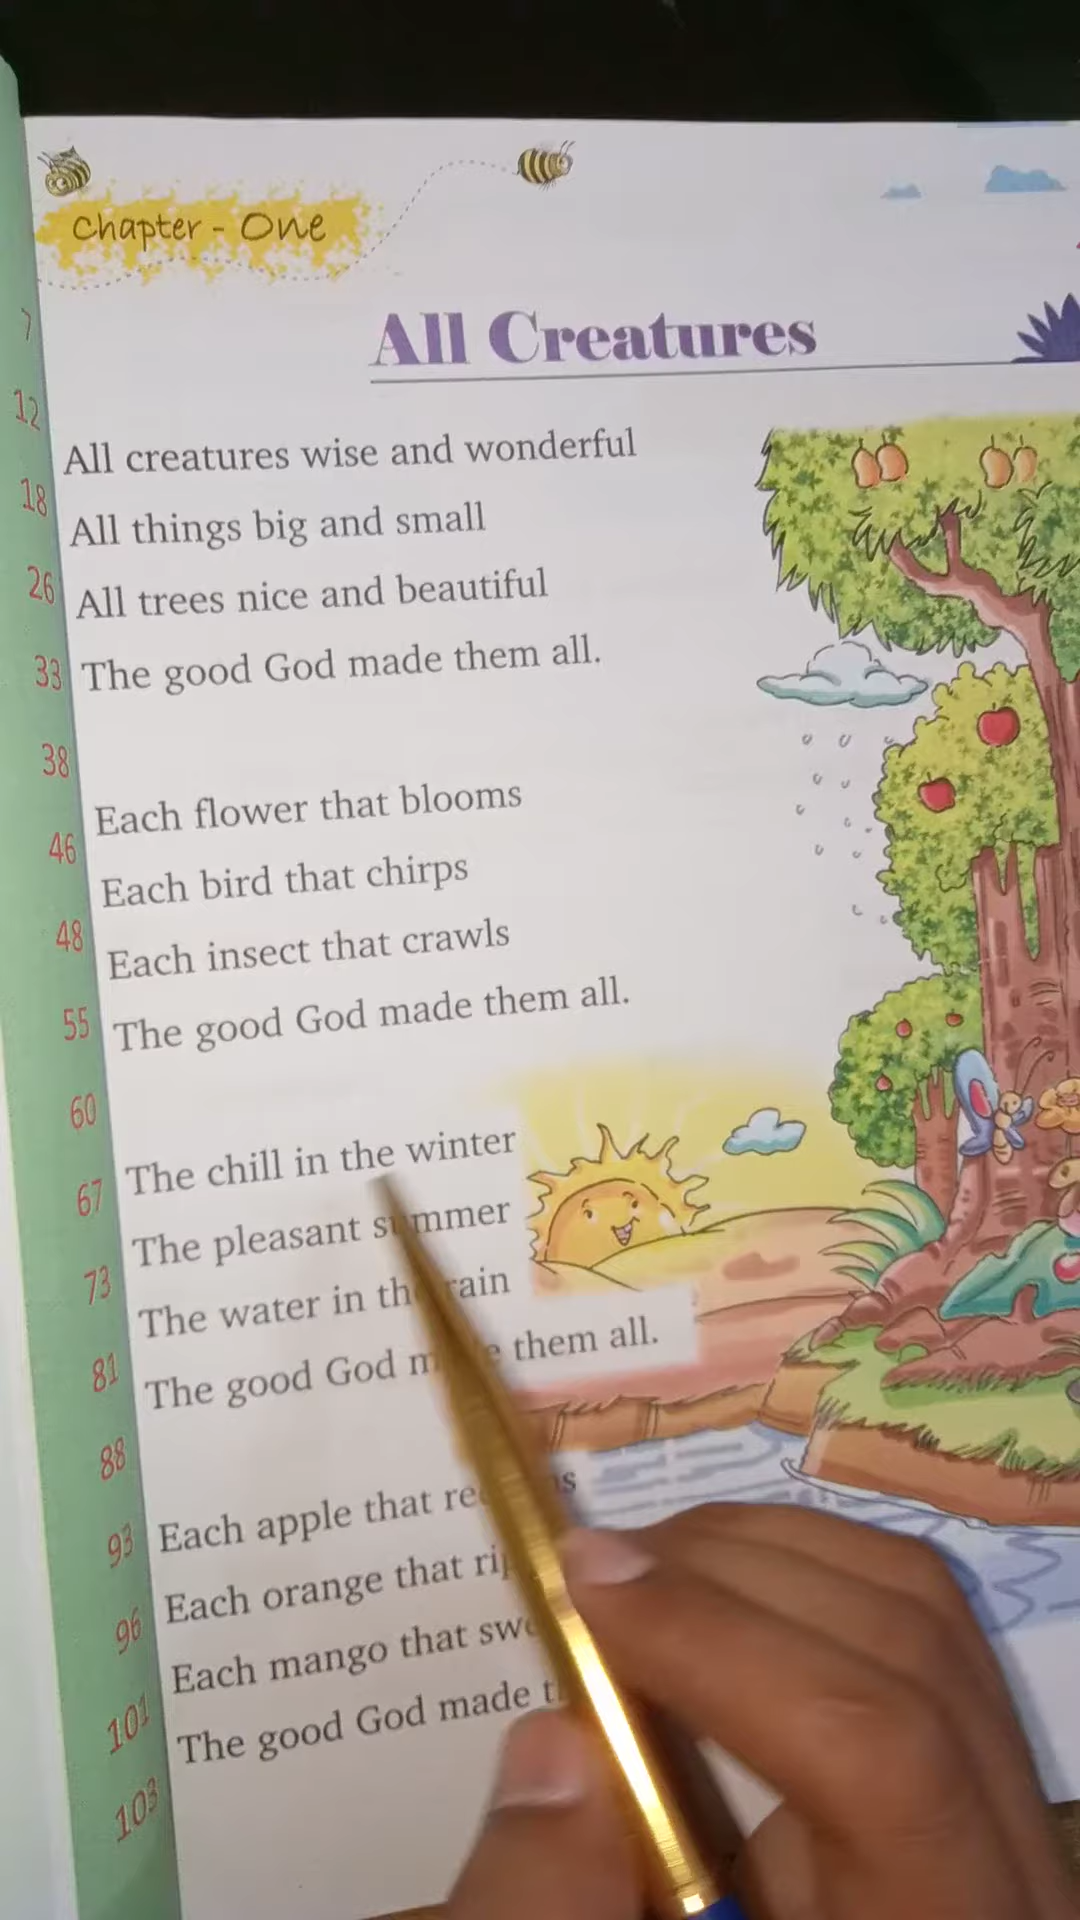 Chapter - One
All Creatures
7
12
18
26
33
38
46
48
55
60
67
73
81
88
93
96
101
103
All creatures wise and wonderful
All things big and small
All trees nice and beautiful
The good God made them all.
Each flower that blooms
Each bird that chirps
Each insect that crawls
The good God made them all.
The chill in the winter
The pleasant summer
The water in the rain
The good God made them all.
Each apple that
Each orange that
Each mango that
The good God made